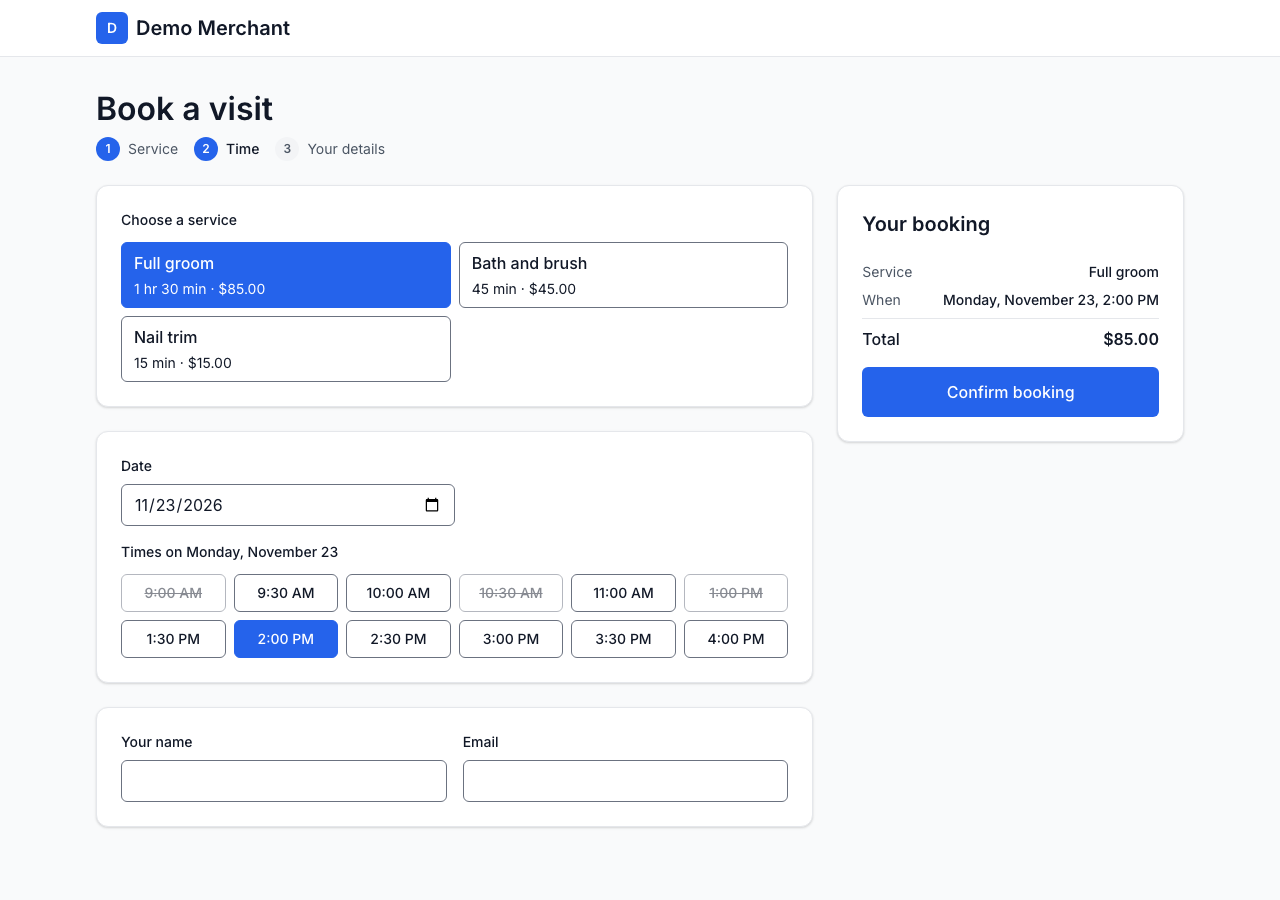 D Demo Merchant
Book a visit
1 Service 2 Time 3 Your details
Choose a service
Full groom
1 hr 30 min · $85.00
Bath and brush
45 min · $45.00
Nail trim
15 min · $15.00
Date
11/23/2026
Times on Monday, November 23
9:00 AM 9:30 AM 10:00 AM 10:30 AM 11:00 AM 1:00 PM
1:30 PM 2:00 PM 2:30 PM 3:00 PM 3:30 PM 4:00 PM
Your name
Email
Your booking
Service Full groom
When Monday, November 23, 2:00 PM
Total $85.00
Confirm booking